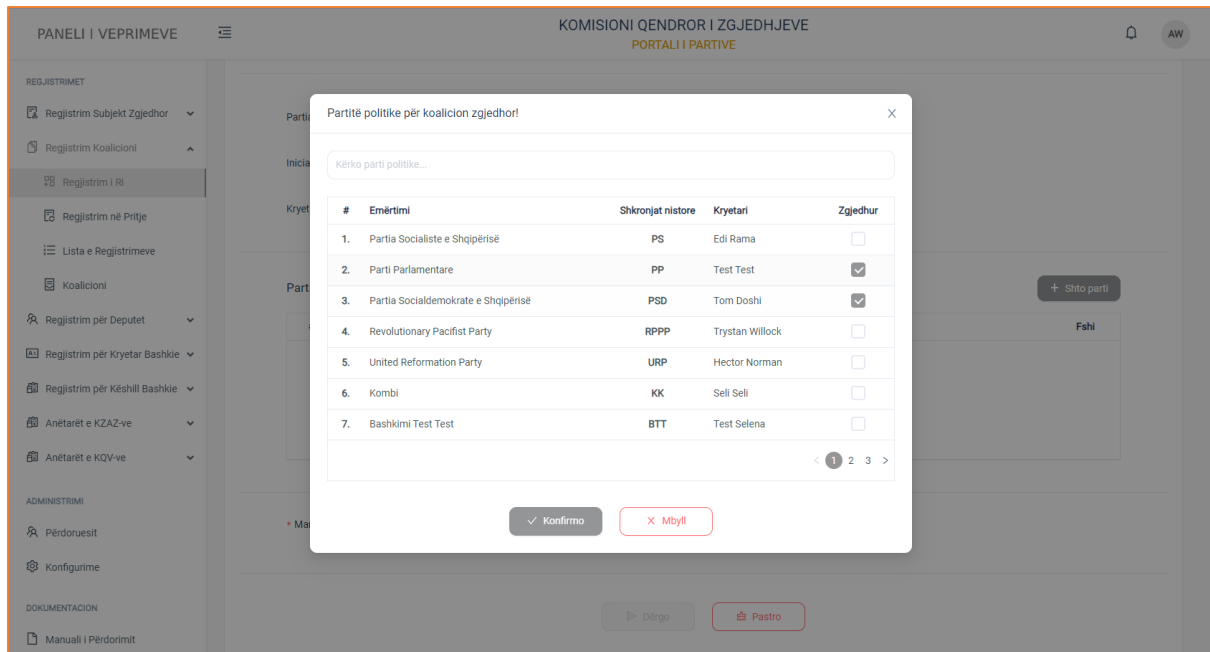 PANELI I VEPRIMEVE
KOMISIONI QENDROR I ZGJEDHJEVE
PORTALI I PARTIVE
AW
REGJISTRIMET
Regjistrim Subjekt Zgjedhor
Regjistrim Koalicioni
Regjistrim i Ri
Regjistrim në Pritje
Lista e Regjistrimeve
Koalicioni
Regjistrim për Deputet
Regjistrim për Kryetar Bashkie
Regjistrim për Këshill Bashkie
Anëtarët e KZAZ-ve
Anëtarët e KQV-ve
ADMINISTRIMI
Përdoruesit
Konfigurime
DOKUMENTACION
Manuali i Përdorimit
Partia
Inicia
Kryet
Part
+ Shto parti
Fshi
* Man
Dërgo
Pastro
Partitë politike për koalicion zgjedhor!
Kërko parti politike...
# Emërtimi Shkronjat nistore Kryetari Zgjedhur
1. Partia Socialiste e Shqipërisë PS Edi Rama
2. Parti Parlamentare PP Test Test
3. Partia Socialdemokrate e Shqipërisë PSD Tom Doshi
4. Revolutionary Pacifist Party RPPP Trystan Willock
5. United Reformation Party URP Hector Norman
6. Kombi KK Seli Seli
7. Bashkimi Test Test BTT Test Selena
< 1 2 3 >
Konfirmo
Mbyll